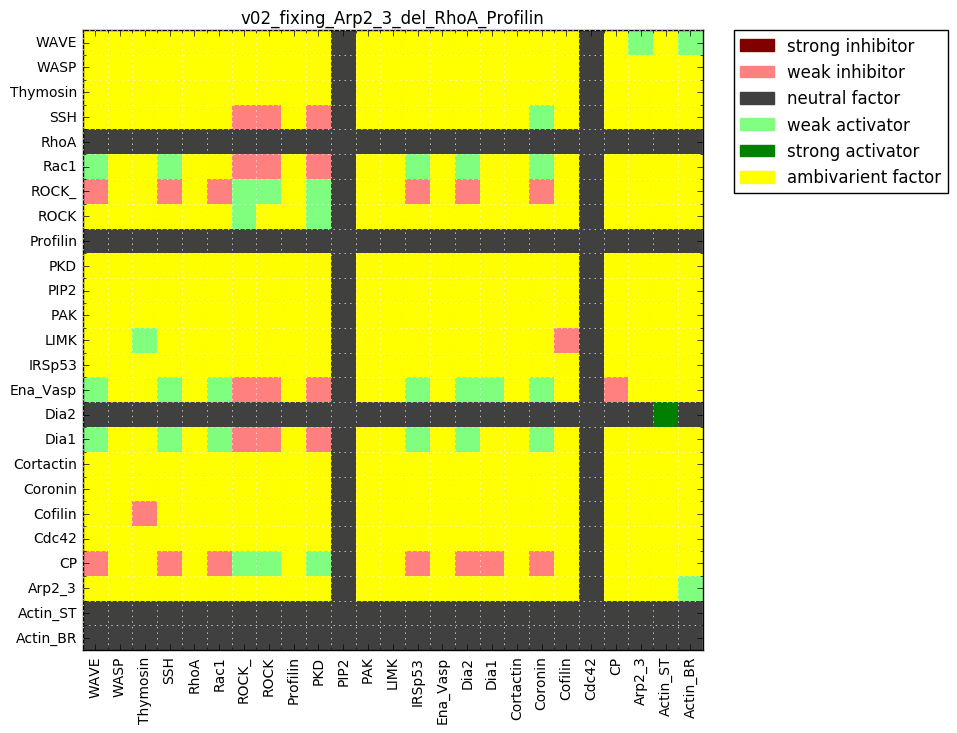 v02_fixing_Arp2_3_del_RhoA_Profilin
WAVE
WASP
Thymosin
SSH
RhoA
Rac1
ROCK_
ROCK
Profilin
PKD
PIP2
PAK
LIMK
IRSp53
Ena_Vasp
Dia2
Dia1
Cortactin
Coronin
Cofilin
Cdc42
CP
Arp2_3
Actin_ST
Actin_BR
WAVE
WASP
Thymosin
SSH
RhoA
Rac1
ROCK_
ROCK
Profilin
PKD
PIP2
PAK
LIMK
IRSp53
Ena_Vasp
Dia2
Dia1
Cortactin
Coronin
Cofilin
Cdc42
CP
Arp2_3
Actin_ST
Actin_BR
strong inhibitor
weak inhibitor
neutral factor
weak activator
strong activator
ambivarient factor